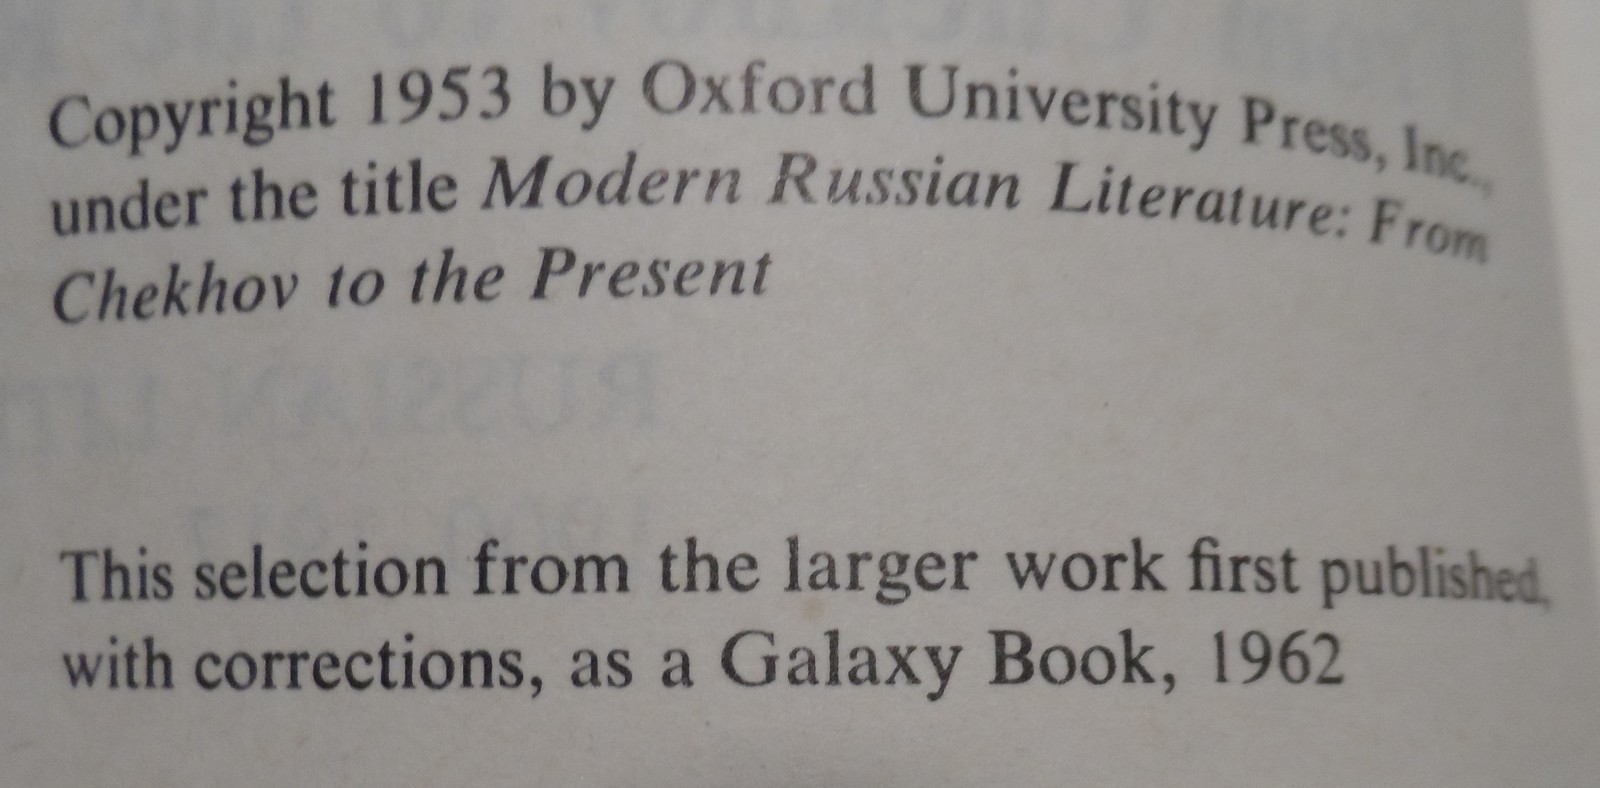 Copyright 1953 by Oxford University Press, Inc.,
under the title Modern Russian Literature: From
Chekhov to the Present
RUSSIAN
This selection from the larger work first published,
with corrections, as a Galaxy Book, 1962